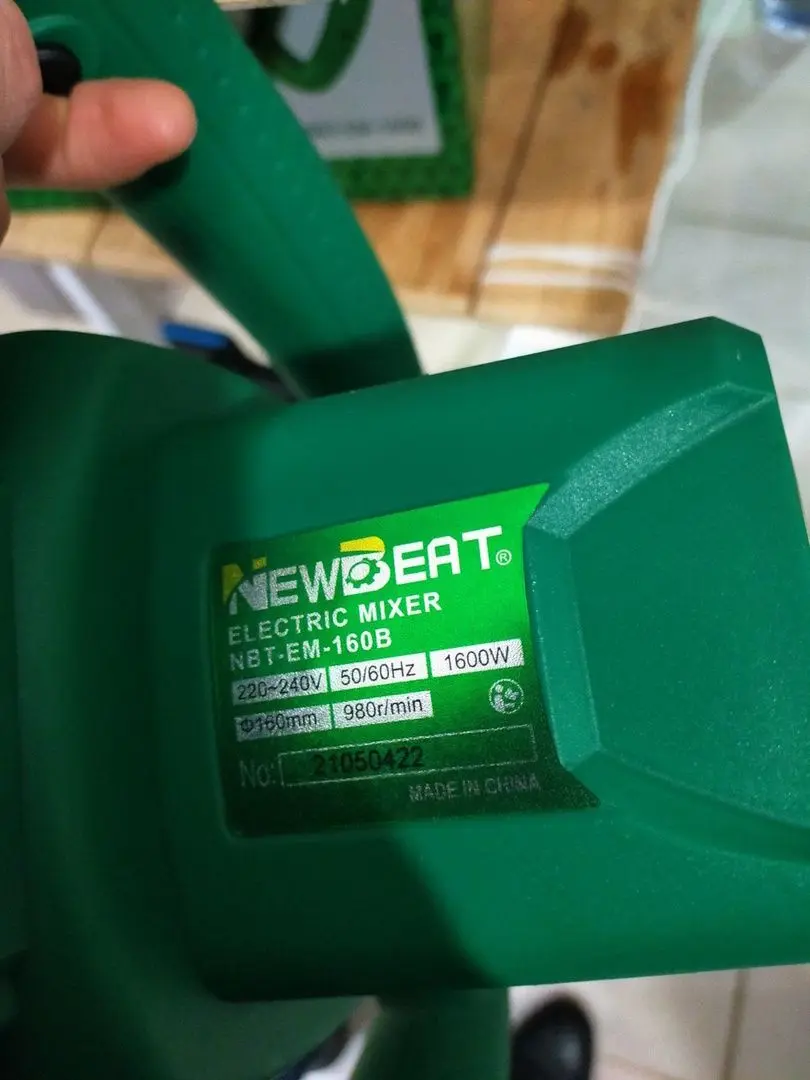 NEWBEAT®
ELECTRIC MIXER
NBT-EM-160B
220~240V 50/60Hz 1600W
Φ160mm 980r/min
No: 21050422
MADE IN CHINA